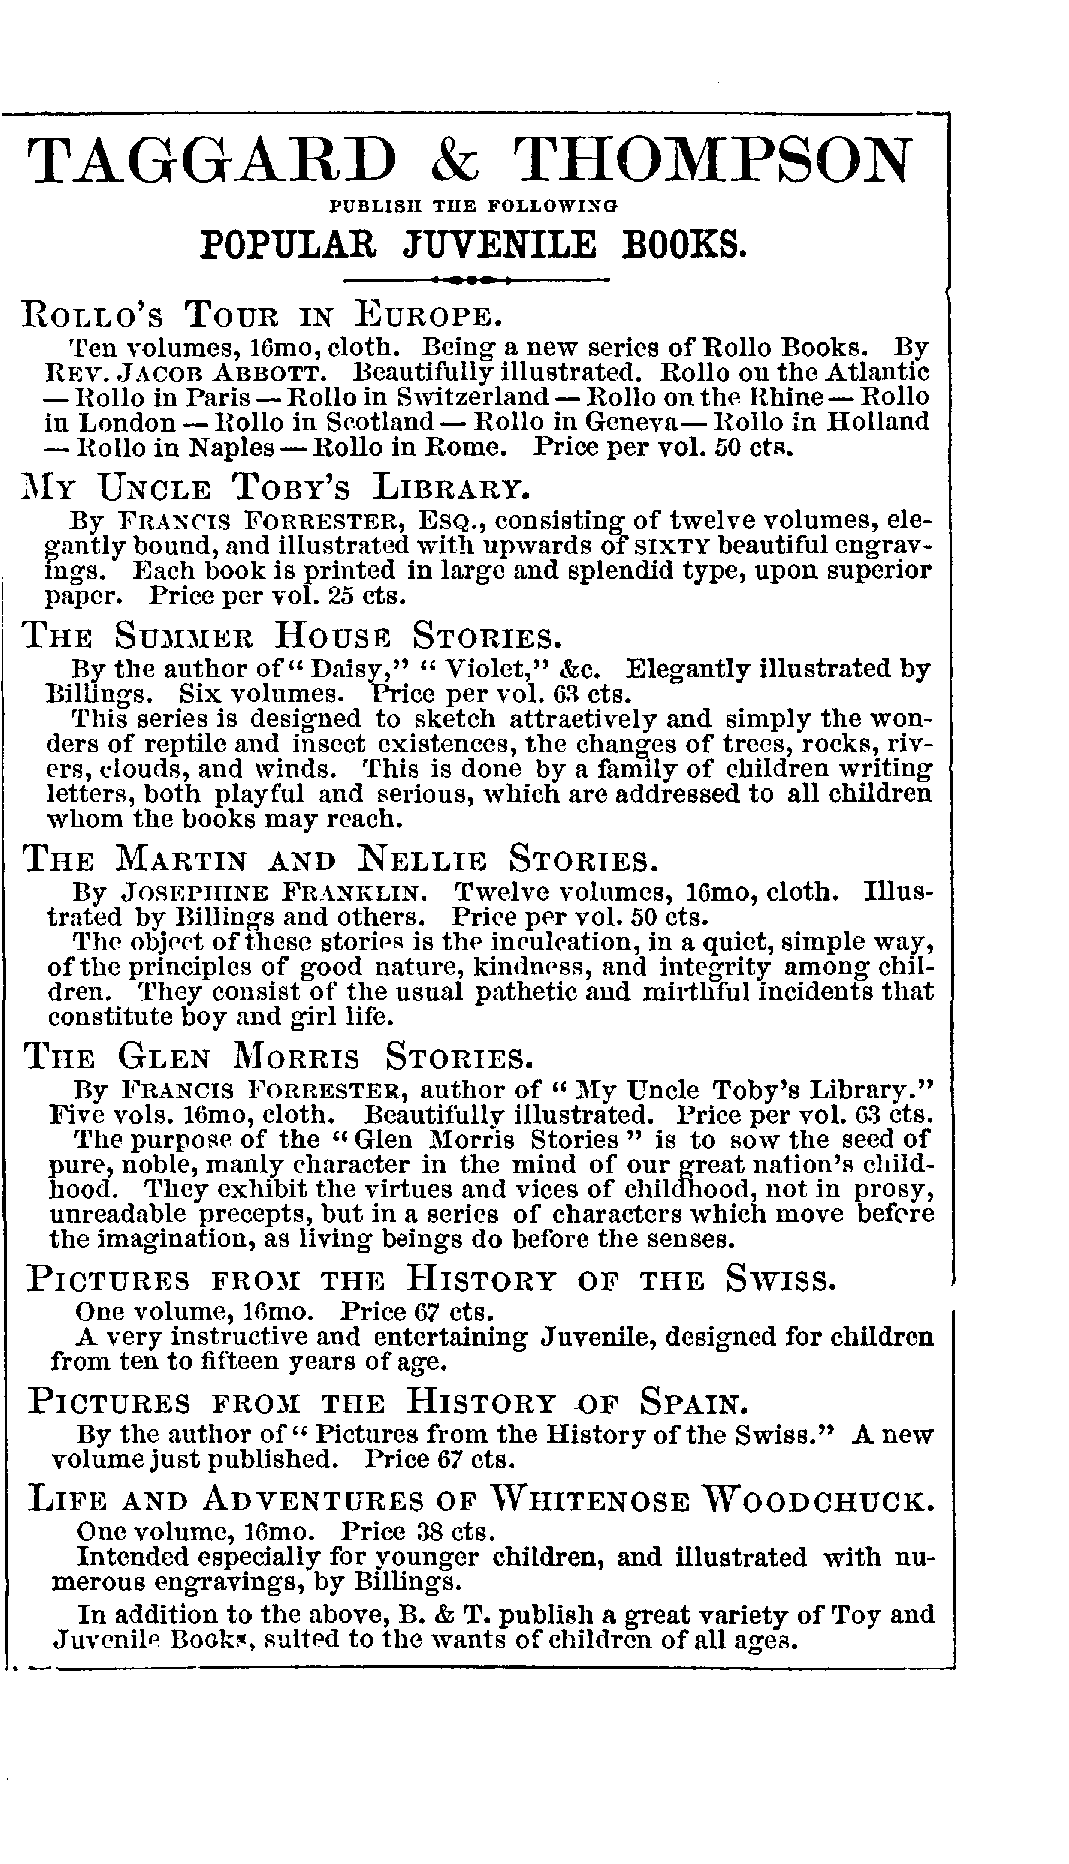 TAGGARD & THOMPSON
PUBLISH THE FOLLOWING
POPULAR JUVENILE BOOKS.
ROLLO'S TOUR IN EUROPE.
Ten volumes, 16mo, cloth. Being a new series of Rollo Books. By
REV. JACOB ABBOTT. Beautifully illustrated. Rollo on the Atlantic
— Rollo in Paris — Rollo in Switzerland — Rollo on the Rhine — Rollo
in London — Rollo in Scotland — Rollo in Geneva — Rollo in Holland
— Rollo in Naples — Rollo in Rome. Price per vol. 50 cts.
MY UNCLE TOBY'S LIBRARY.
By FRANCIS FORRESTER, ESQ., consisting of twelve volumes, ele-
gantly bound, and illustrated with upwards of SIXTY beautiful engrav-
ings. Each book is printed in large and splendid type, upon superior
paper. Price per vol. 25 cts.
THE SUMMER HOUSE STORIES.
By the author of "Daisy," "Violet," &c. Elegantly illustrated by
Billings. Six volumes. Price per vol. 63 cts.
This series is designed to sketch attractively and simply the won-
ders of reptile and insect existences, the changes of trees, rocks, riv-
ers, clouds, and winds. This is done by a family of children writing
letters, both playful and serious, which are addressed to all children
whom the books may reach.
THE MARTIN AND NELLIE STORIES.
By JOSEPHINE FRANKLIN. Twelve volumes, 16mo, cloth. Illus-
trated by Billings and others. Price per vol. 50 cts.
The object of these stories is the inculcation, in a quiet, simple way,
of the principles of good nature, kindness, and integrity among chil-
dren. They consist of the usual pathetic and mirthful incidents that
constitute boy and girl life.
THE GLEN MORRIS STORIES.
By FRANCIS FORRESTER, author of "My Uncle Toby's Library."
Five vols. 16mo, cloth. Beautifully illustrated. Price per vol. 63 cts.
The purpose of the "Glen Morris Stories" is to sow the seed of
pure, noble, manly character in the mind of our great nation's child-
hood. They exhibit the virtues and vices of childhood, not in prosy,
unreadable precepts, but in a series of characters which move before
the imagination, as living beings do before the senses.
PICTURES FROM THE HISTORY OF THE SWISS.
One volume, 16mo. Price 67 cts.
A very instructive and entertaining Juvenile, designed for children
from ten to fifteen years of age.
PICTURES FROM THE HISTORY OF SPAIN.
By the author of "Pictures from the History of the Swiss." A new
volume just published. Price 67 cts.
LIFE AND ADVENTURES OF WHITENOSE WOODCHUCK.
One volume, 16mo. Price 38 cts.
Intended especially for younger children, and illustrated with nu-
merous engravings, by Billings.
In addition to the above, B. & T. publish a great variety of Toy and
Juvenile Books, suited to the wants of children of all ages.